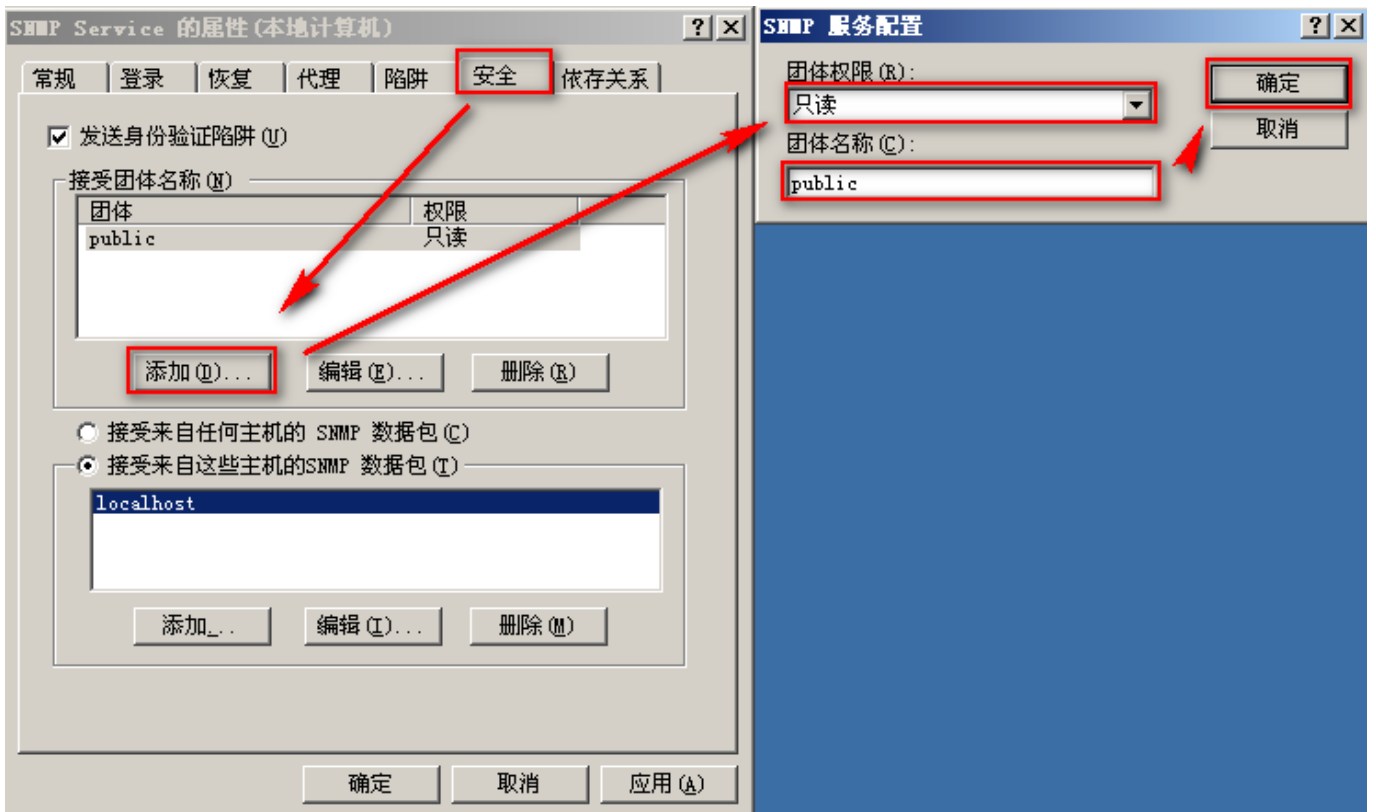 SNMP Service 的属性(本地计算机)
常规 登录 恢复 代理 陷阱 安全 依存关系
发送身份验证陷阱(U)
接受团体名称(N)
团体 权限
public 只读
添加(D)... 编辑(E)... 删除(R)
接受来自任何主机的 SNMP 数据包(C)
接受来自这些主机的SNMP 数据包(T)
localhost
添加... 编辑(I)... 删除(M)
确定 取消 应用(A)
SNMP 服务配置
团体权限(R):
只读
确定
团体名称(C):
取消
public